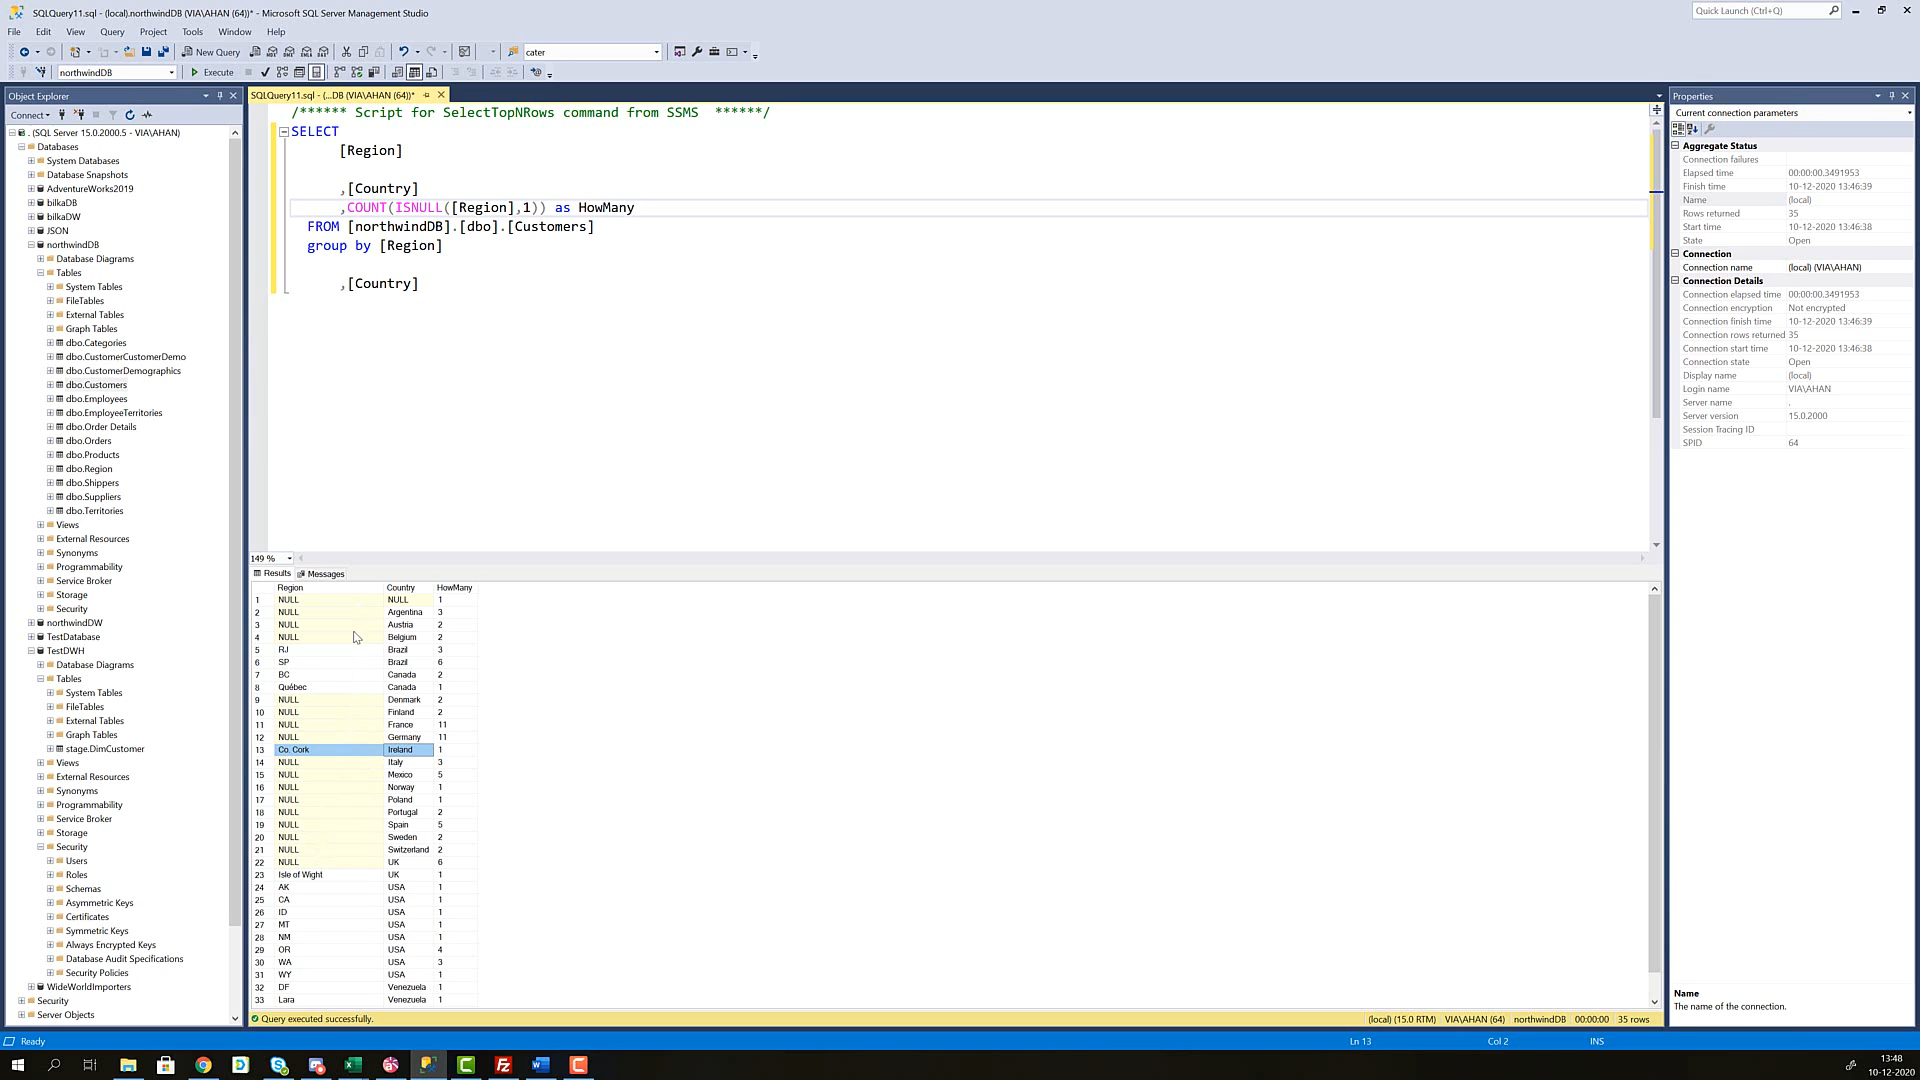 SQLQuery11.sql - (local).northwindDB (VIA\AHAN (64))* - Microsoft SQL Server Management Studio
Quick Launch (Ctrl+Q)
File Edit View Query Project Tools Window Help
New Query
cater
northwindDB
Execute
Object Explorer
Connect
. (SQL Server 15.0.2000.5 - VIA\AHAN)
Databases
System Databases
Database Snapshots
AdventureWorks2019
bilkaDB
bilkaDW
JSON
northwindDB
Database Diagrams
Tables
System Tables
FileTables
External Tables
Graph Tables
dbo.Categories
dbo.CustomerCustomerDemo
dbo.CustomerDemographics
dbo.Customers
dbo.Employees
dbo.EmployeeTerritories
dbo.Order Details
dbo.Orders
dbo.Products
dbo.Region
dbo.Shippers
dbo.Suppliers
dbo.Territories
Views
External Resources
Synonyms
Programmability
Service Broker
Storage
Security
northwindDW
TestDatabase
TestDWH
Database Diagrams
Tables
System Tables
FileTables
External Tables
Graph Tables
stage.DimCustomer
Views
External Resources
Synonyms
Programmability
Service Broker
Storage
Security
Users
Roles
Schemas
Asymmetric Keys
Certificates
Symmetric Keys
Always Encrypted Keys
Database Audit Specifications
Security Policies
WideWorldImporters
Security
Server Objects
SQLQuery11.sql - (...DB (VIA\AHAN (64))*
/****** Script for SelectTopNRows command from SSMS  ******/
SELECT
[Region]
,[Country]
,COUNT(ISNULL([Region],1)) as HowMany
FROM [northwindDB].[dbo].[Customers]
group by [Region]
,[Country]
149 %
Results Messages
Region Country HowMany
1 NULL NULL 1
2 NULL Argentina 3
3 NULL Austria 2
4 NULL Belgium 2
5 RJ Brazil 3
6 SP Brazil 6
7 BC Canada 2
8 Québec Canada 1
9 NULL Denmark 2
10 NULL Finland 2
11 NULL France 11
12 NULL Germany 11
13 Co. Cork Ireland 1
14 NULL Italy 3
15 NULL Mexico 5
16 NULL Norway 1
17 NULL Poland 1
18 NULL Portugal 2
19 NULL Spain 5
20 NULL Sweden 2
21 NULL Switzerland 2
22 NULL UK 6
23 Isle of Wight UK 1
24 AK USA 1
25 CA USA 1
26 ID USA 1
27 MT USA 1
28 NM USA 1
29 OR USA 4
30 WA USA 3
31 WY USA 1
32 DF Venezuela 1
33 Lara Venezuela 1
Query executed successfully.
(local) (15.0 RTM) VIA\AHAN (64) northwindDB 00:00:00 35 rows
Properties
Current connection parameters
Aggregate Status
Connection failures
Elapsed time 00:00:00.3491953
Finish time 10-12-2020 13:46:39
Name (local)
Rows returned 35
Start time 10-12-2020 13:46:38
State Open
Connection
Connection name (local) (VIA\AHAN)
Connection Details
Connection elapsed time 00:00:00.3491953
Connection encryption Not encrypted
Connection finish time 10-12-2020 13:46:39
Connection rows returned 35
Connection start time 10-12-2020 13:46:38
Connection state Open
Display name (local)
Login name VIA\AHAN
Server name .
Server version 15.0.2000
Session Tracing ID
SPID 64
Name
The name of the connection.
Ready
Ln 13 Col 2 INS
13:48
10-12-2020